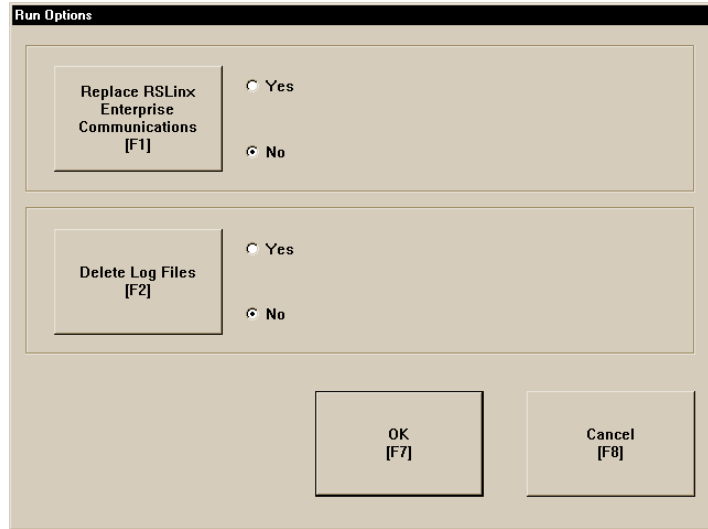 Run Options
Replace RSLinx
Enterprise
Communications
[F1]
Yes
No
Delete Log Files
[F2]
Yes
No
OK
[F7]
Cancel
[F8]